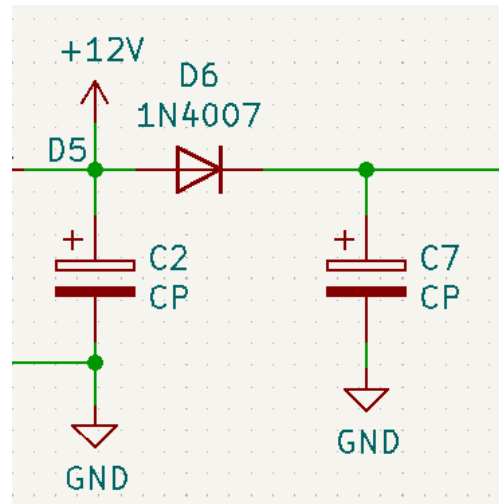 +12V
D6
1N4007
D5
+
C2
CP
+
C7
CP
GND
GND